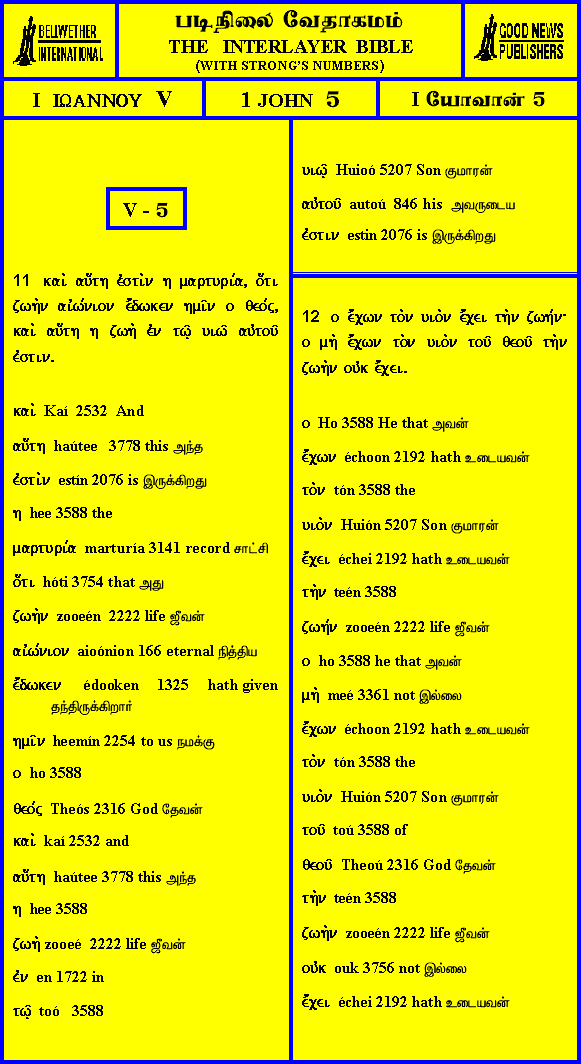 BELLWETHER
INTERNATIONAL
படிநிலை வேதாகமம்
THE INTERLAYER BIBLE
(WITH STRONG'S NUMBERS)
GOOD NEWS
PUBLISHERS
I ΙΩΑΝΝΟΥ V
1 JOHN 5
I யோவான் 5
V - 5
11 καὶ αὕτη ἐστὶν η μαρτυρία, ὅτι
ζωὴν αἰώνιον ἔδωκεν ημῖν ο θεός,
καὶ αὕτη η ζωὴ ἐν τῷ υιῷ αὐτοῦ
ἐστιν.
καὶ Kaí 2532 And
αὕτη haútee 3778 this அந்த
ἐστὶν estín 2076 is இருக்கிறது
η hee 3588 the
μαρτυρία marturía 3141 record சாட்சி
ὅτι hóti 3754 that அது
ζωὴν zooeén 2222 life ஜீவன்
αἰώνιον aioónion 166 eternal நித்திய
ἔδωκεν édooken 1325 hath given
தந்திருக்கிறார்
ημῖν heemín 2254 to us நமக்கு
ο ho 3588
θεός Theós 2316 God தேவன்
καὶ kaí 2532 and
αὕτη haútee 3778 this அந்த
η hee 3588
ζωὴ zooeé 2222 life ஜீவன்
ἐν en 1722 in
τῷ toó 3588
υιῷ Huioó 5207 Son குமாரன்
αὐτοῦ autoú 846 his அவருடைய
ἐστιν estin 2076 is இருக்கிறது
12 ο ἔχων τὸν υιὸν ἔχει τὴν ζωήν·
ο μὴ ἔχων τὸν υιὸν τοῦ θεοῦ τὴν
ζωὴν οὐκ ἔχει.
ο Ho 3588 He that அவன்
ἔχων échoon 2192 hath உடையவன்
τὸν tón 3588 the
υιὸν Huión 5207 Son குமாரன்
ἔχει échei 2192 hath உடையவன்
τὴν teén 3588
ζωήν zooeén 2222 life ஜீவன்
ο ho 3588 he that அவன்
μὴ meé 3361 not இல்லை
ἔχων échoon 2192 hath உடையவன்
τὸν tón 3588 the
υιὸν Huión 5207 Son குமாரன்
τοῦ toú 3588 of
θεοῦ Theoú 2316 God தேவன்
τὴν teén 3588
ζωὴν zooeén 2222 life ஜீவன்
οὐκ ouk 3756 not இல்லை
ἔχει échei 2192 hath உடையவன்